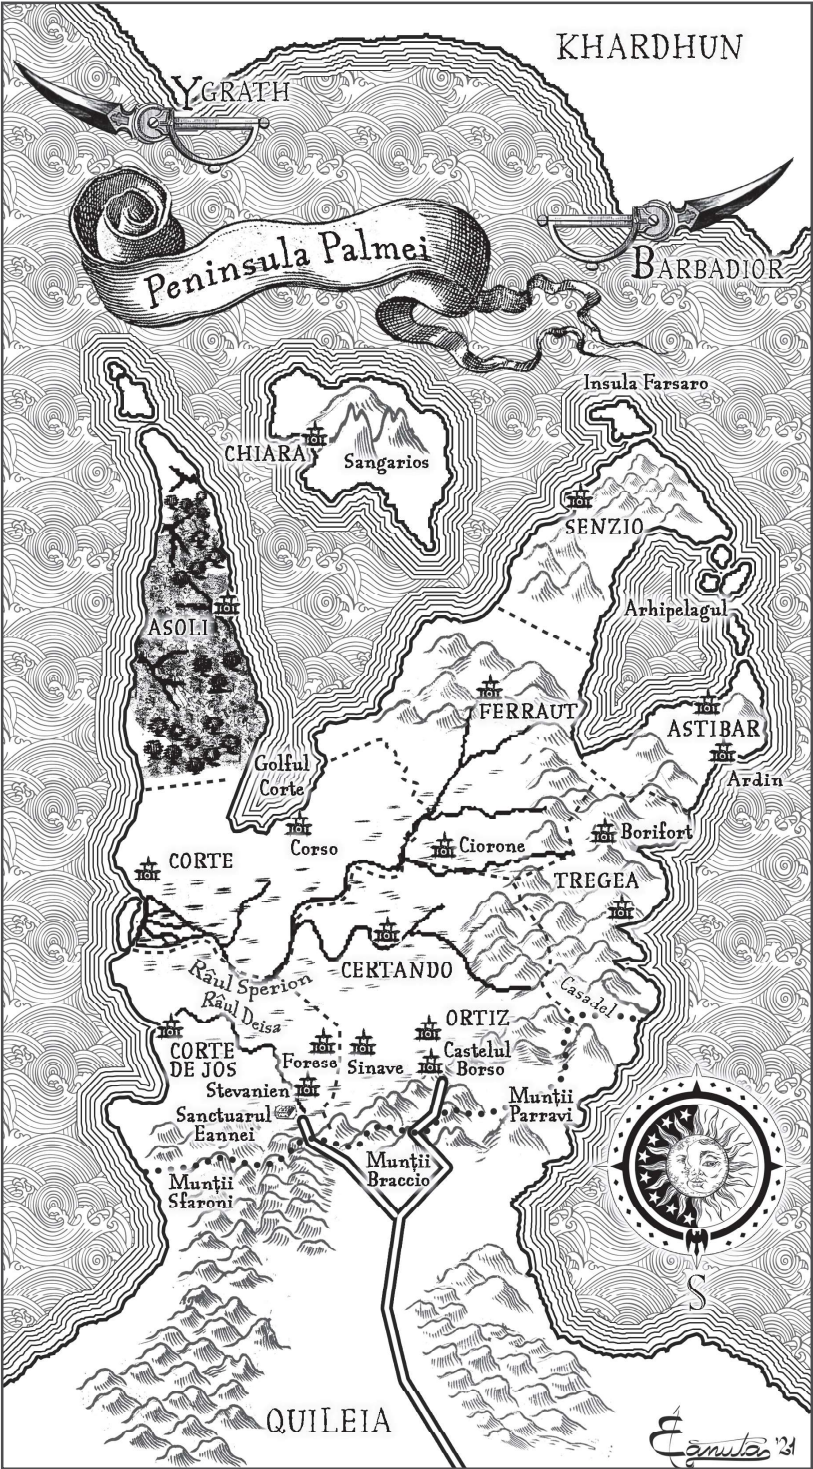 KHARDHUN
YGRATH
BARBADIOR
Peninsula Palmei
Insula Farsaro
CHIARA
Sangarios
SENZIO
Arhipelagul
ASOLI
FERRAUT
ASTIBAR
Ardin
Golful
Corte
Corso
Ciorone
Borifort
CORTE
TREGEA
CERTANDO
Râul Sperion
Râul Deisa
Casadel
ORTIZ
CORTE
DE JOS
Forese
Sinave
Castelul
Borso
Stevanien
Sanctuarul
Eannei
Munții
Parravi
Munții
Braccio
Munții
Sfaroni
S
QUILEIA
'21